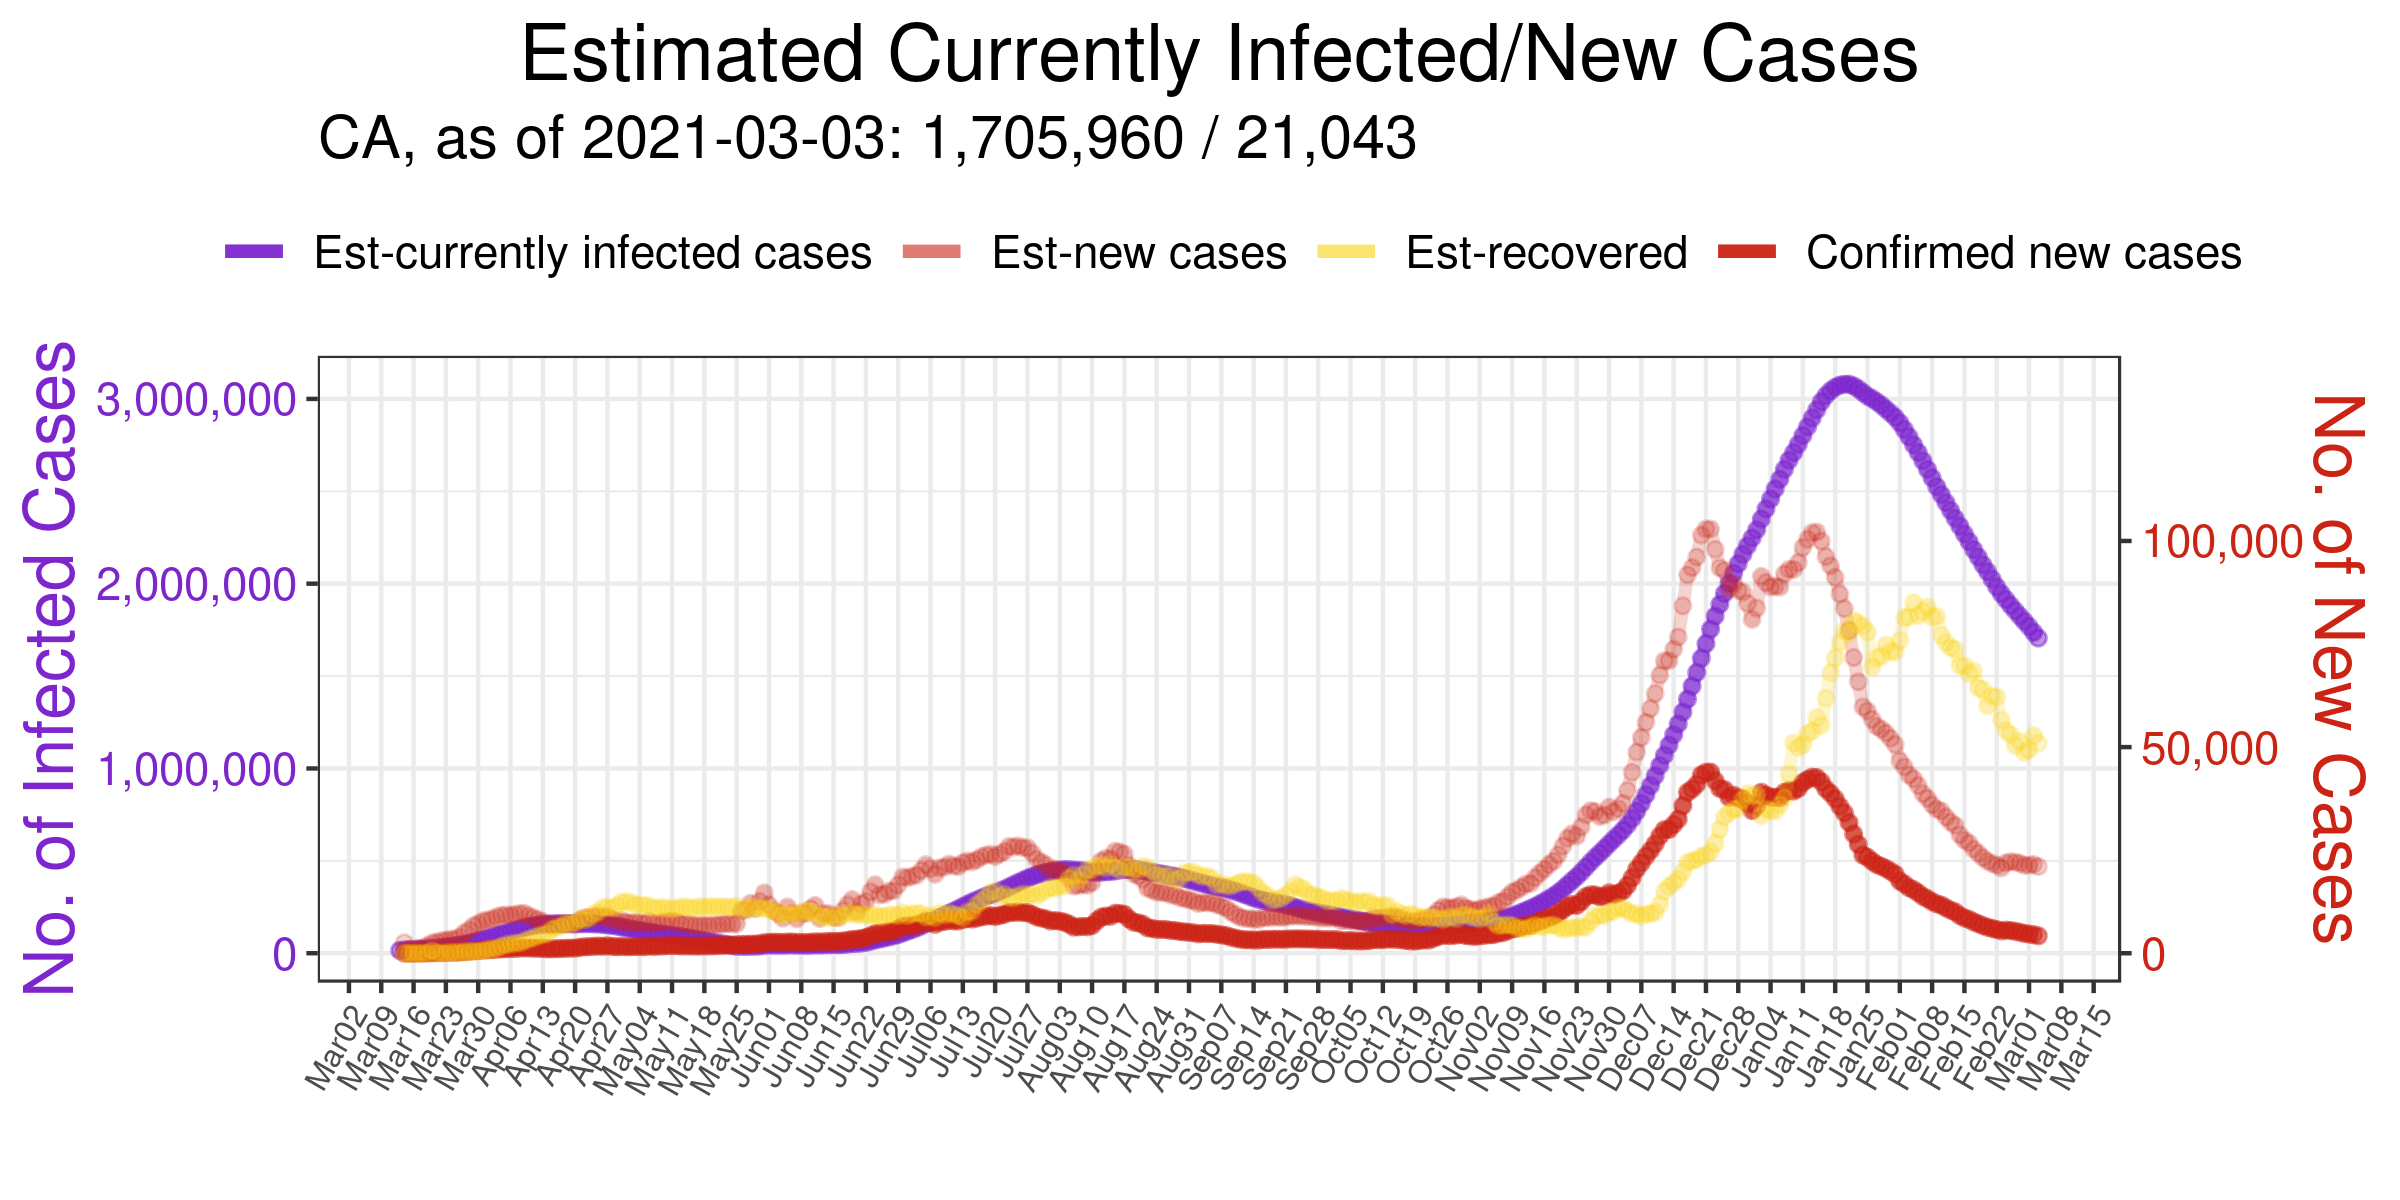 Estimated Currently Infected/New Cases
CA, as of 2021-03-03: 1,705,960 / 21,043
Est-currently infected cases Est-new cases Est-recovered Confirmed new cases
No. of Infected Cases
3,000,000
2,000,000
1,000,000
0
100,000
50,000
0
No. of New Cases
Mar02 Mar09 Mar16 Mar23 Mar30 Apr06 Apr13 Apr20 Apr27 May04 May11 May18 May25 Jun01 Jun08 Jun15 Jun22 Jun29 Jul06 Jul13 Jul20 Jul27 Aug03 Aug10 Aug17 Aug24 Aug31 Sep07 Sep14 Sep21 Sep28 Oct05 Oct12 Oct19 Oct26 Nov02 Nov09 Nov16 Nov23 Nov30 Dec07 Dec14 Dec21 Dec28 Jan04 Jan11 Jan18 Jan25 Feb01 Feb08 Feb15 Feb22 Mar01 Mar08 Mar15